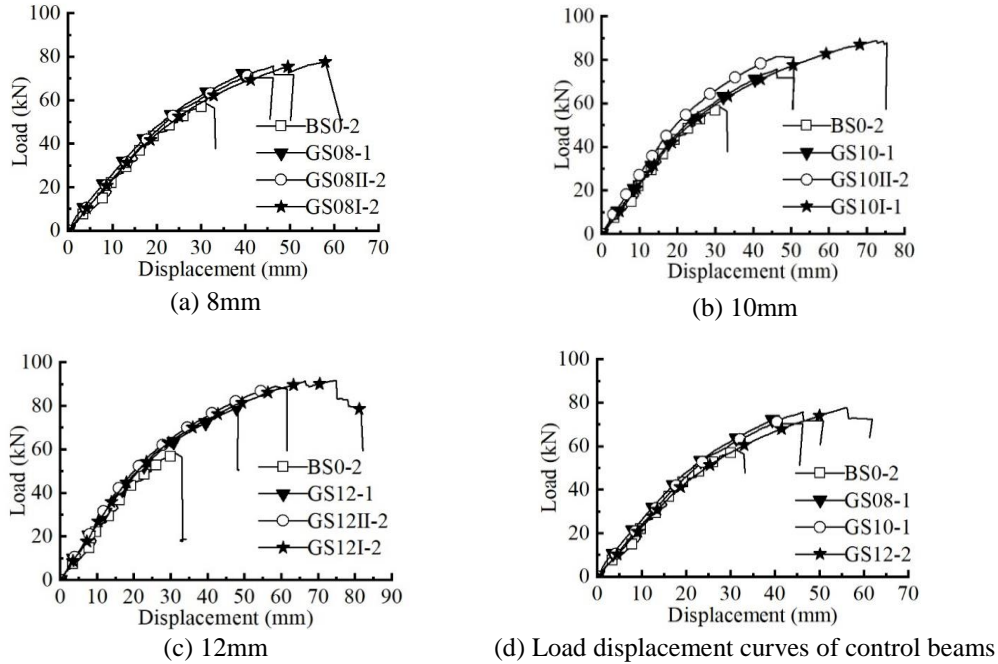 100
80
60
40
20
0
Load (kN)
BS0-2
GS08-1
GS08II-2
GS08I-2
0 10 20 30 40 50 60 70
Displacement (mm)
(a) 8mm
100
80
60
40
20
0
Load (kN)
BS0-2
GS10-1
GS10II-2
GS10I-1
0 10 20 30 40 50 60 70 80
Displacement (mm)
(b) 10mm
100
80
60
40
20
0
Load (kN)
BS0-2
GS12-1
GS12II-2
GS12I-2
0 10 20 30 40 50 60 70 80 90
Displacement (mm)
(c) 12mm
100
80
60
40
20
0
Load (kN)
BS0-2
GS08-1
GS10-1
GS12-2
0 10 20 30 40 50 60 70
Displacement (mm)
(d) Load displacement curves of control beams